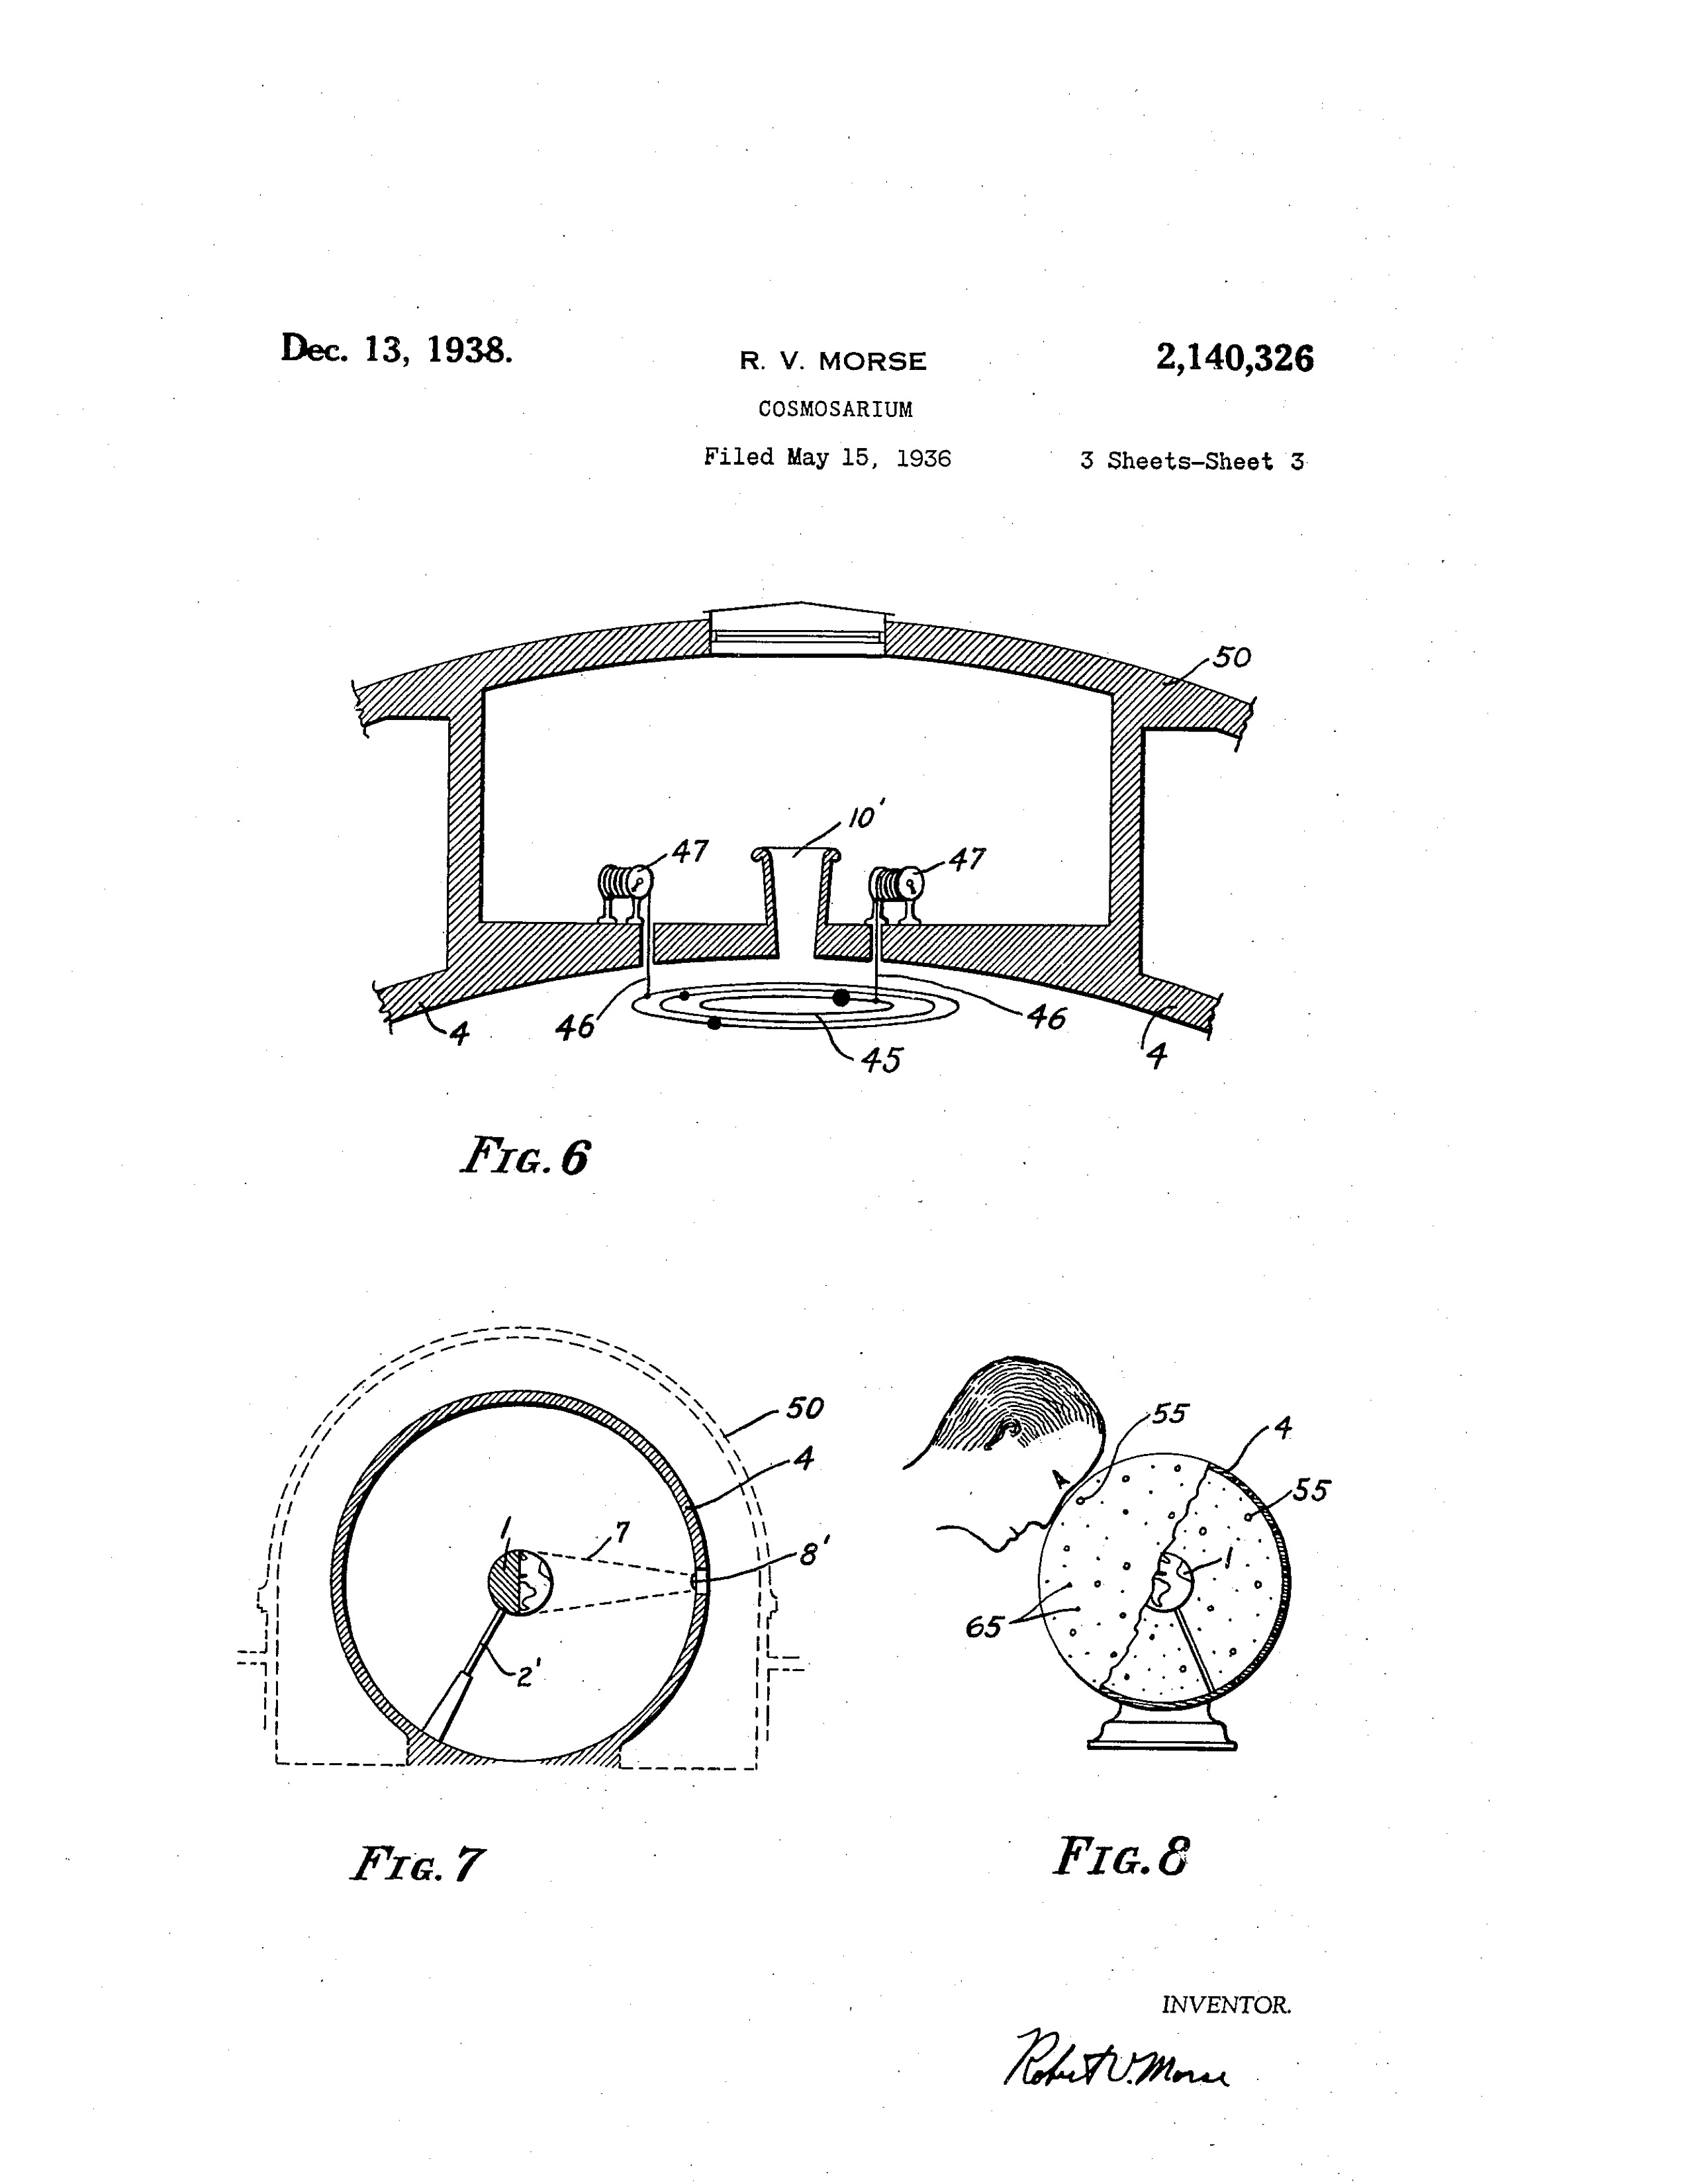 Dec. 13, 1938.
R. V. MORSE
2,140,326
COSMOSARIUM
Filed May 15, 1936
3 Sheets-Sheet 3
50
10'
47
47
46
46
4
45
4
FIG. 6
50
4
1
7
8'
2'
FIG. 7
55
4
A
55
1
65
FIG. 8
INVENTOR.
Robert V. Morse